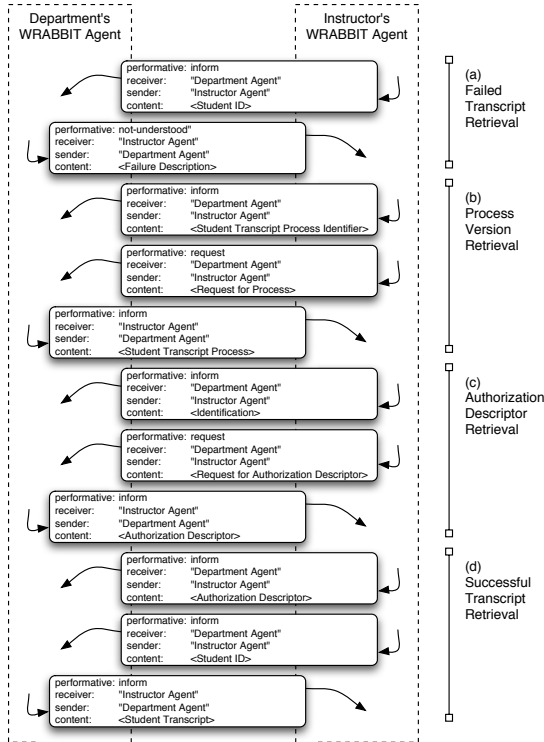 Department's
WRABBIT Agent
Instructor's
WRABBIT Agent
performative: inform
receiver: "Department Agent"
sender: "Instructor Agent"
content: <Student ID>
(a)
Failed
Transcript
Retrieval
performative: not-understood"
receiver: "Instructor Agent"
sender: "Department Agent"
content: <Failure Description>
performative: inform
receiver: "Department Agent"
sender: "Instructor Agent"
content: <Student Transcript Process Identifier>
(b)
Process
Version
Retrieval
performative: request
receiver: "Department Agent"
sender: "Instructor Agent"
content: <Request for Process>
performative: inform
receiver: "Instructor Agent"
sender: "Department Agent"
content: <Student Transcript Process>
performative: inform
receiver: "Department Agent"
sender: "Instructor Agent"
content: <Identification>
(c)
Authorization
Descriptor
Retrieval
performative: request
receiver: "Department Agent"
sender: "Instructor Agent"
content: <Request for Authorization Descriptor>
performative: inform
receiver: "Instructor Agent"
sender: "Department Agent"
content: <Authorization Descriptor>
performative: inform
receiver: "Department Agent"
sender: "Instructor Agent"
content: <Authorization Descriptor>
(d)
Successful
Transcript
Retrieval
performative: inform
receiver: "Department Agent"
sender: "Instructor Agent"
content: <Student ID>
performative: inform
receiver: "Instructor Agent"
sender: "Department Agent"
content: <Student Transcript>